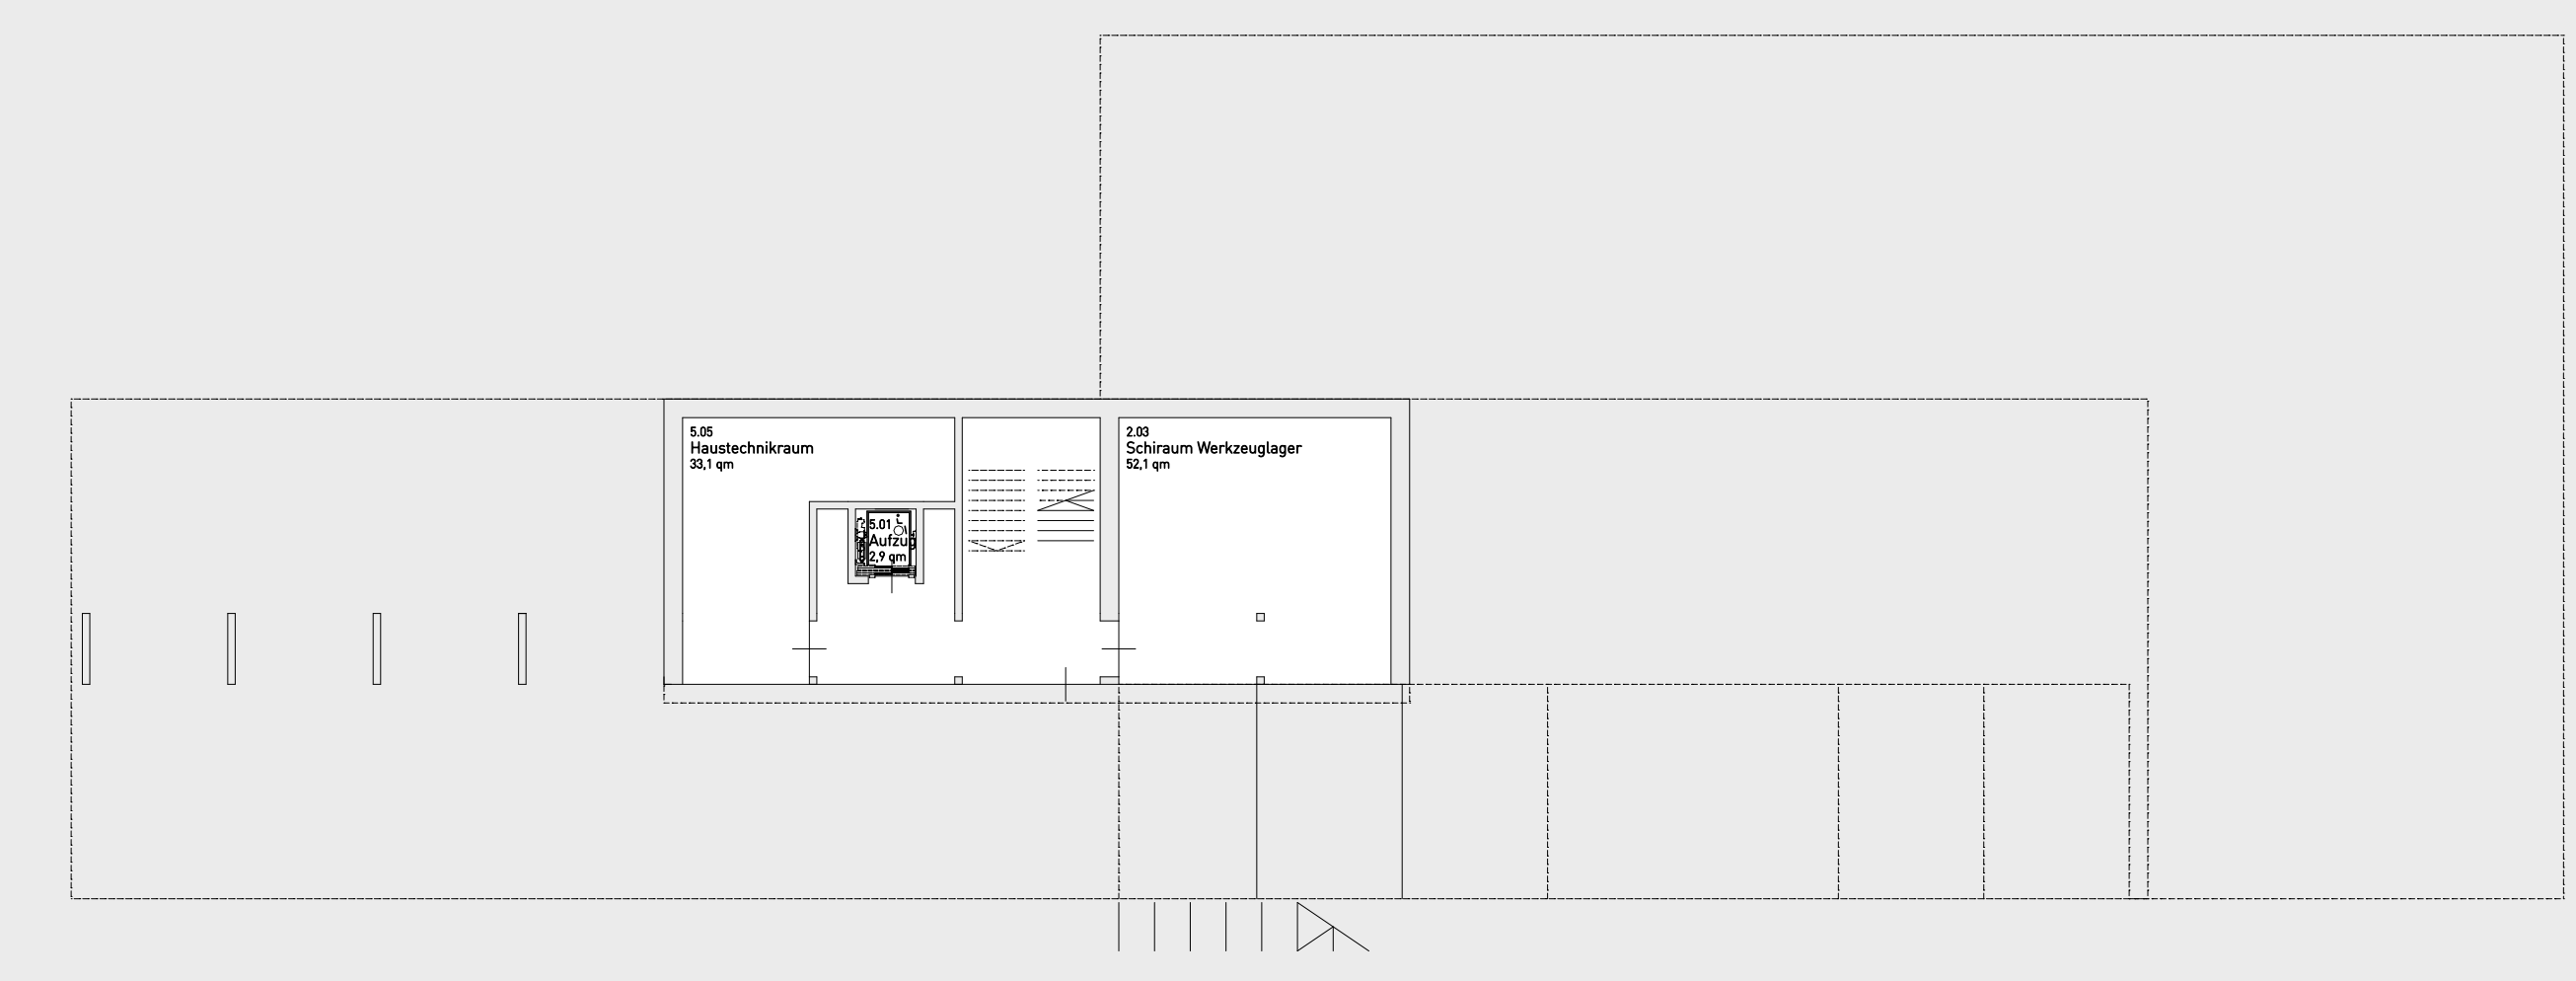 5.05
Haustechnikraum
33,1 qm
2.03
Schiraum Werkzeuglager
52,1 qm
5.01
Aufzug
2,9 qm